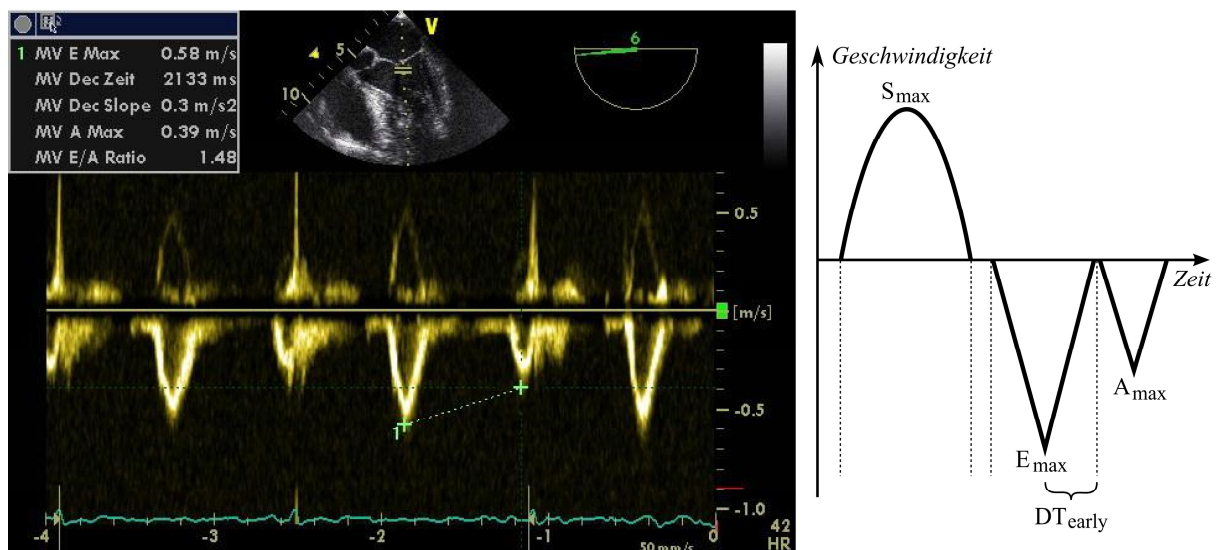 1 MV E Max 0.58 m/s
MV Dec Zeit 2133 ms
MV Dec Slope 0.3 m/s2
MV A Max 0.39 m/s
MV E/A Ratio 1.48
V
5
10
6
0.5
[m/s]
-0.5
-1.0
1
-4
-3
-2
-1
0
50 mm/s
42
HR
Geschwindigkeit
Smax
Zeit
Amax
Emax
DTearly